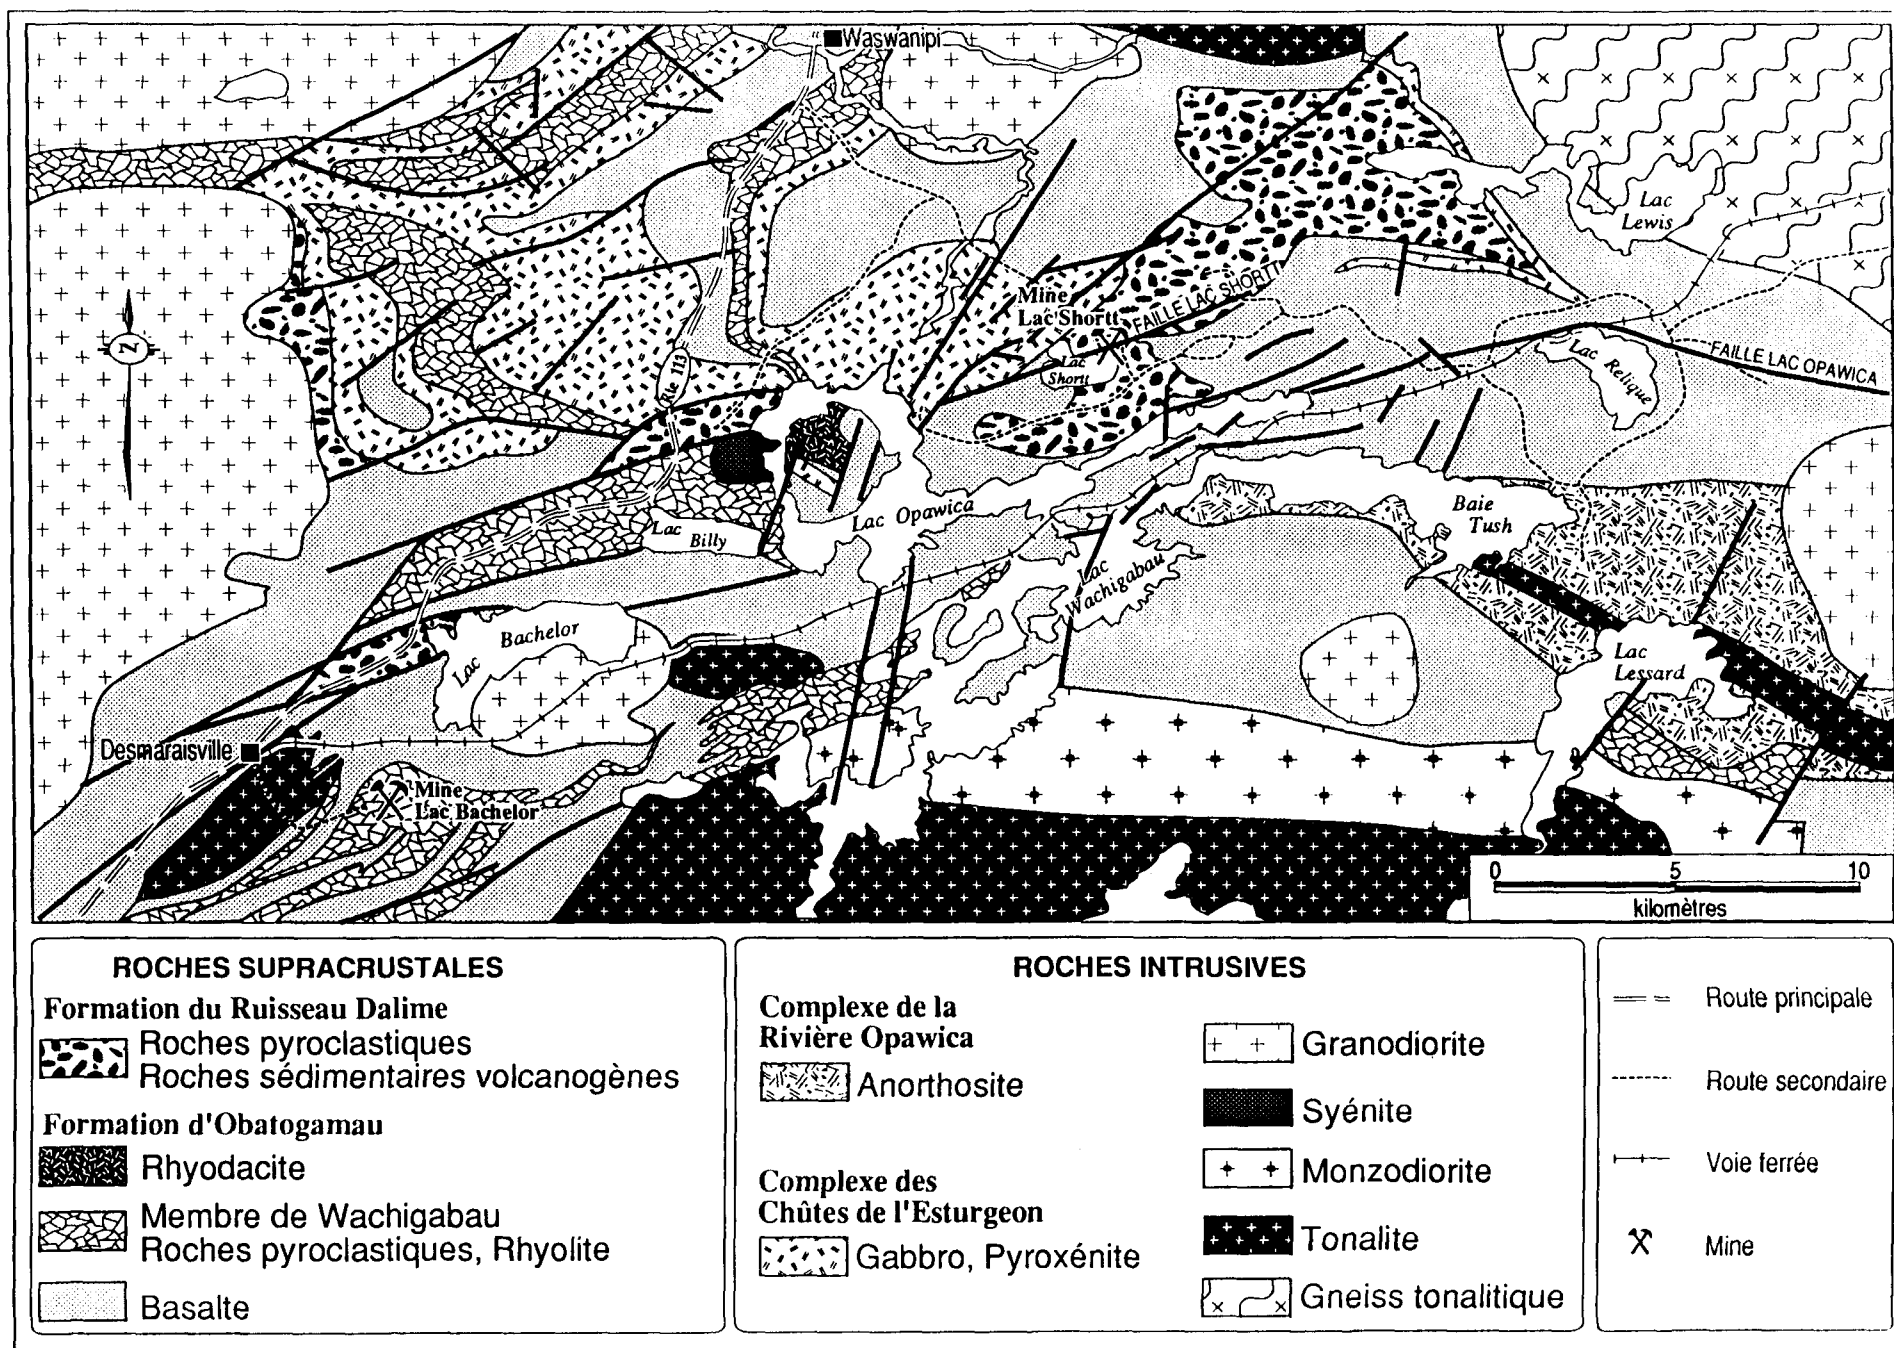 Waswanipi
Lac
Lewis
Mine
Lac Shortt
FAILLE LAC SHORTT
Lac
Shortt
Rte 113
FAILLE LAC OPAWICA
Lac Relique
N
Lac Opawica
Baie
Tush
Lac
Billy
Lac
Wachigabau
Lac Bachelor
Lac
Lessard
Desmaraisville
Mine
Lac Bachelor
0 5 10
kilomètres
ROCHES SUPRACRUSTALES
Formation du Ruisseau Dalime
Roches pyroclastiques
Roches sédimentaires volcanogènes
Formation d'Obatogamau
Rhyodacite
Membre de Wachigabau
Roches pyroclastiques, Rhyolite
Basalte
ROCHES INTRUSIVES
Complexe de la
Rivière Opawica
Anorthosite
Complexe des
Chûtes de l'Esturgeon
Gabbro, Pyroxénite
Granodiorite
Syénite
Monzodiorite
Tonalite
Gneiss tonalitique
Route principale
Route secondaire
Voie ferrée
Mine